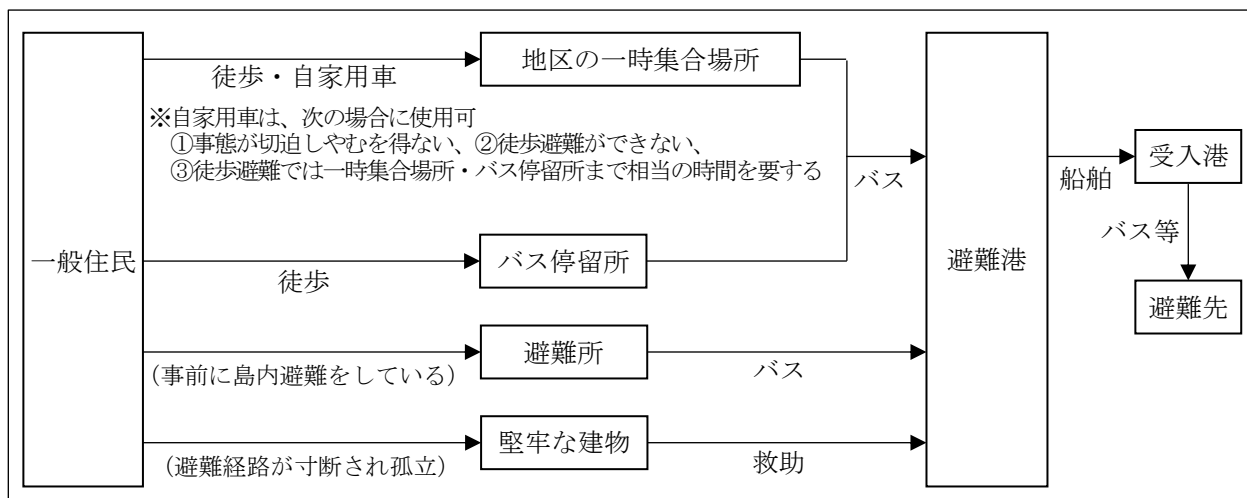 一般住民
徒歩・自家用車
地区の一時集合場所
※自家用車は、次の場合に使用可
①事態が切迫しやむを得ない、②徒歩避難ができない、
③徒歩避難では一時集合場所・バス停留所まで相当の時間を要する
徒歩
バス停留所
バス
(事前に島内避難をしている)
避難所
バス
(避難経路が寸断され孤立)
堅牢な建物
救助
避難港
船舶
受入港
バス等
避難先